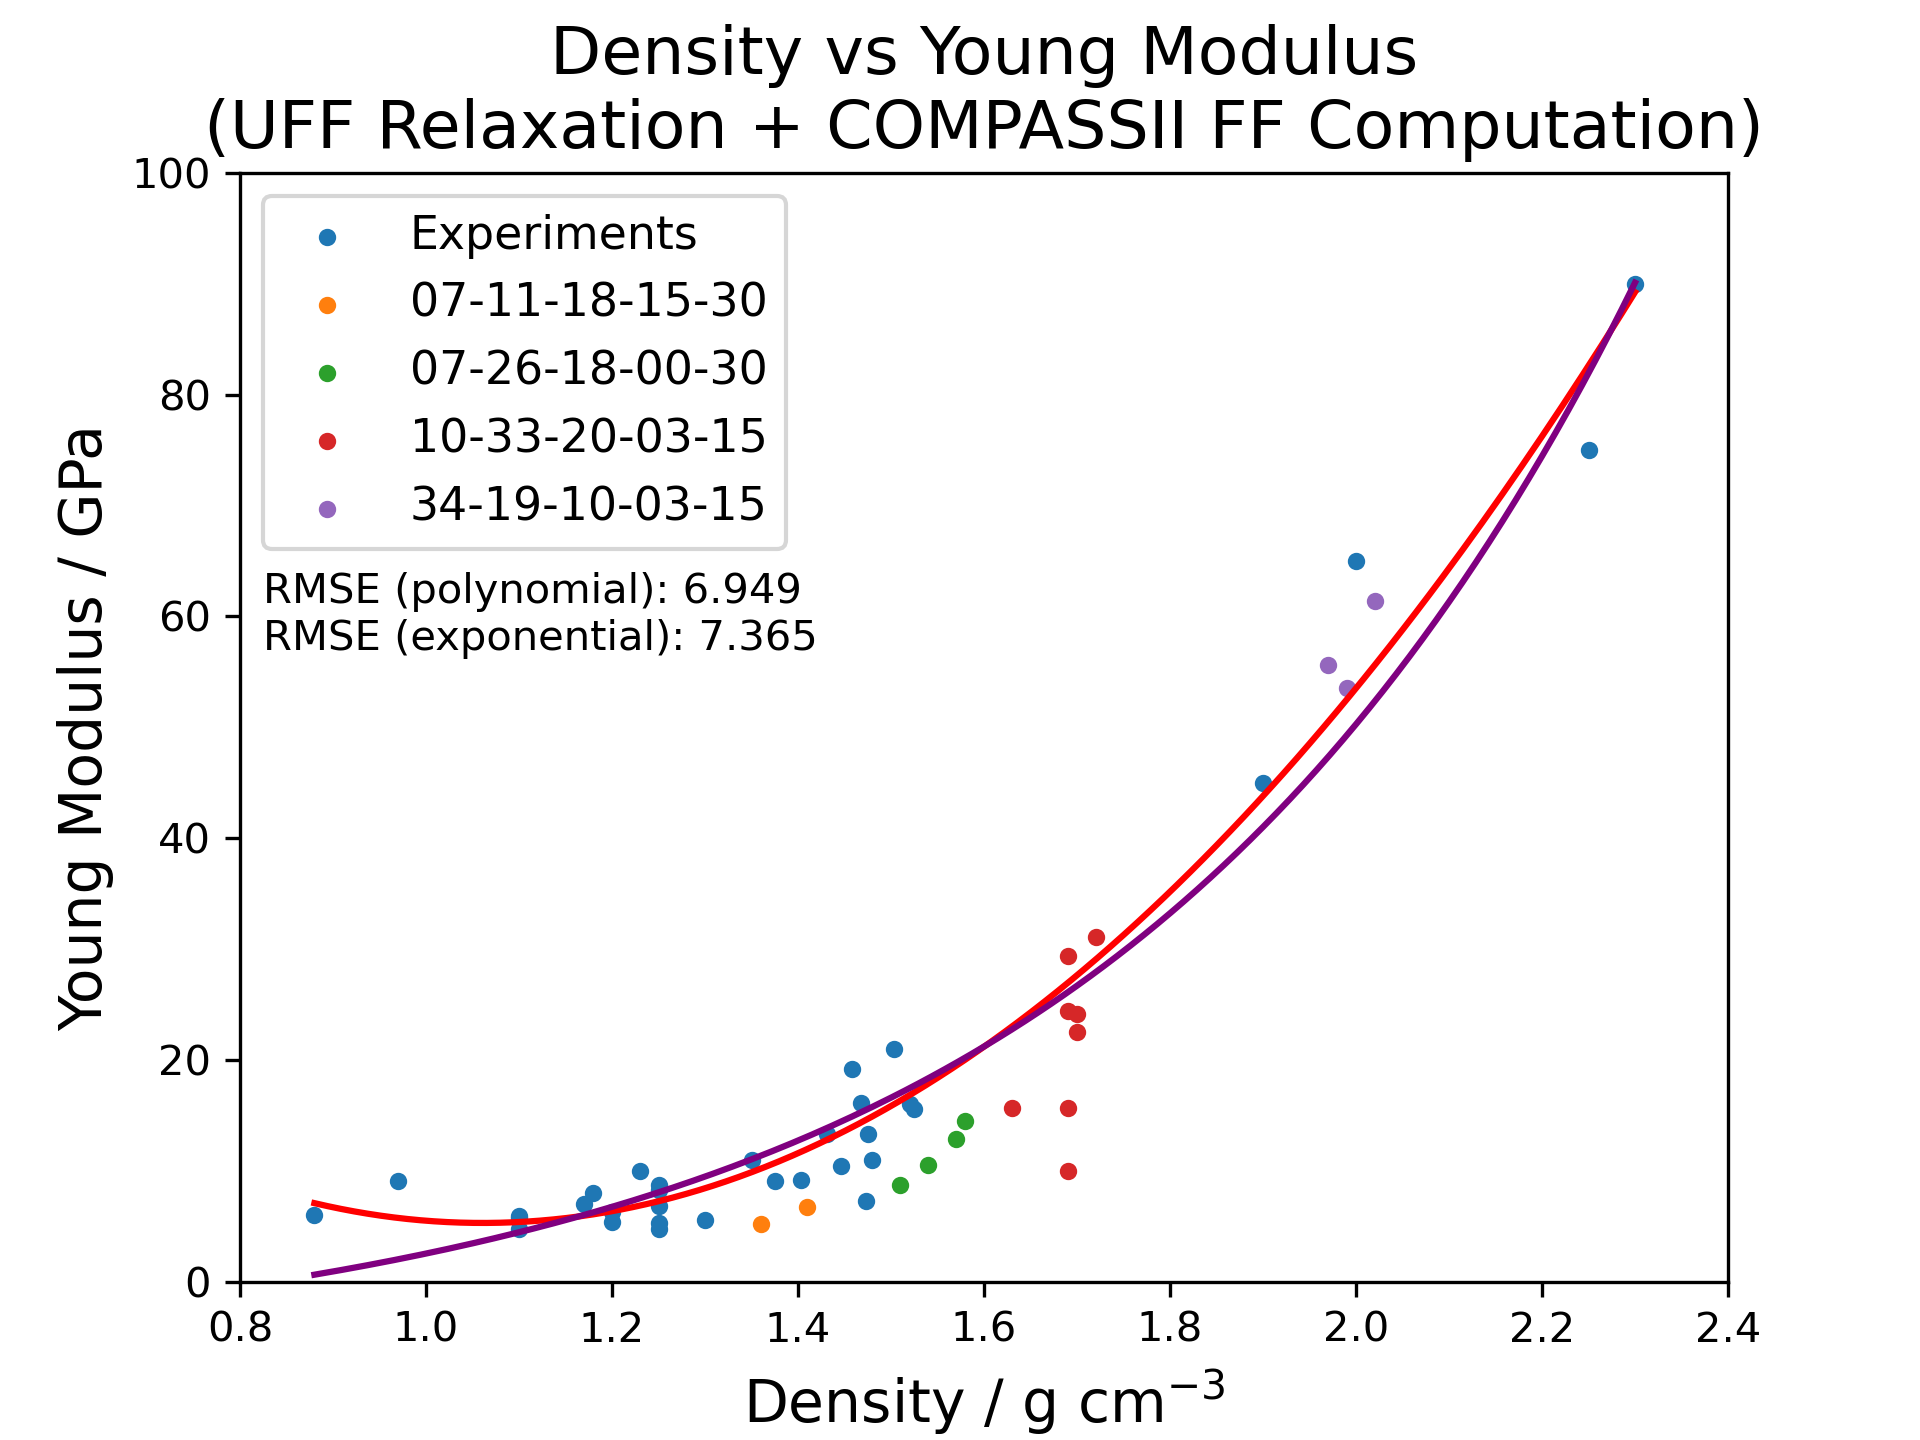 Density vs Young Modulus
(UFF Relaxation + COMPASSII FF Computation)
100
80
60
40
20
0
Young Modulus / GPa
Experiments
07-11-18-15-30
07-26-18-00-30
10-33-20-03-15
34-19-10-03-15
RMSE (polynomial): 6.949
RMSE (exponential): 7.365
0.8 1.0 1.2 1.4 1.6 1.8 2.0 2.2 2.4
Density / g cm⁻³